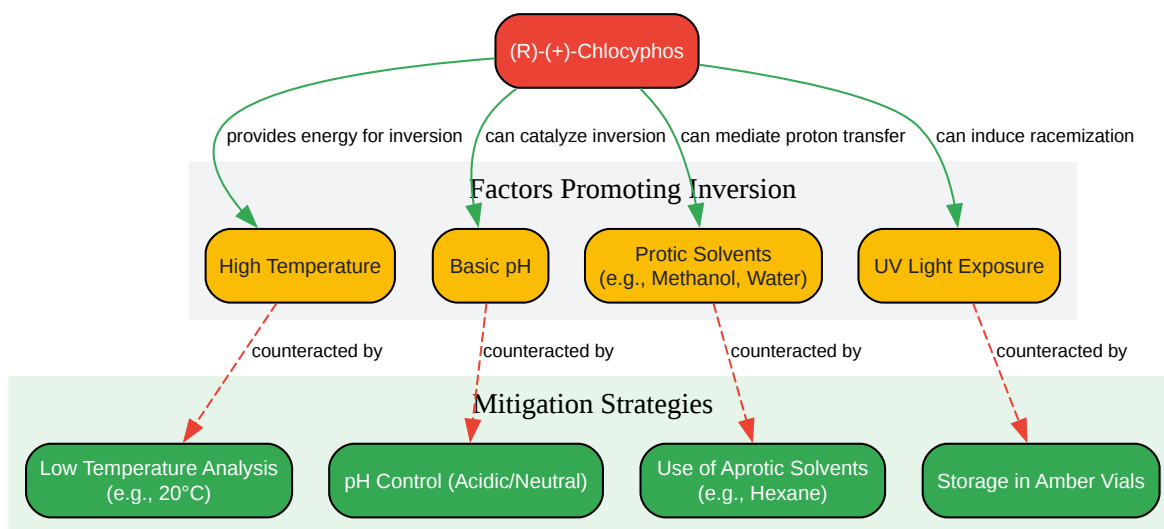 (R)-(+)-Chlocyphos
provides energy for inversion
can catalyze inversion
can mediate proton transfer
can induce racemization
Factors Promoting Inversion
High Temperature
Basic pH
Protic Solvents
(e.g., Methanol, Water)
UV Light Exposure
counteracted by
counteracted by
counteracted by
counteracted by
Mitigation Strategies
Low Temperature Analysis
(e.g., 20°C)
pH Control (Acidic/Neutral)
Use of Aprotic Solvents
(e.g., Hexane)
Storage in Amber Vials